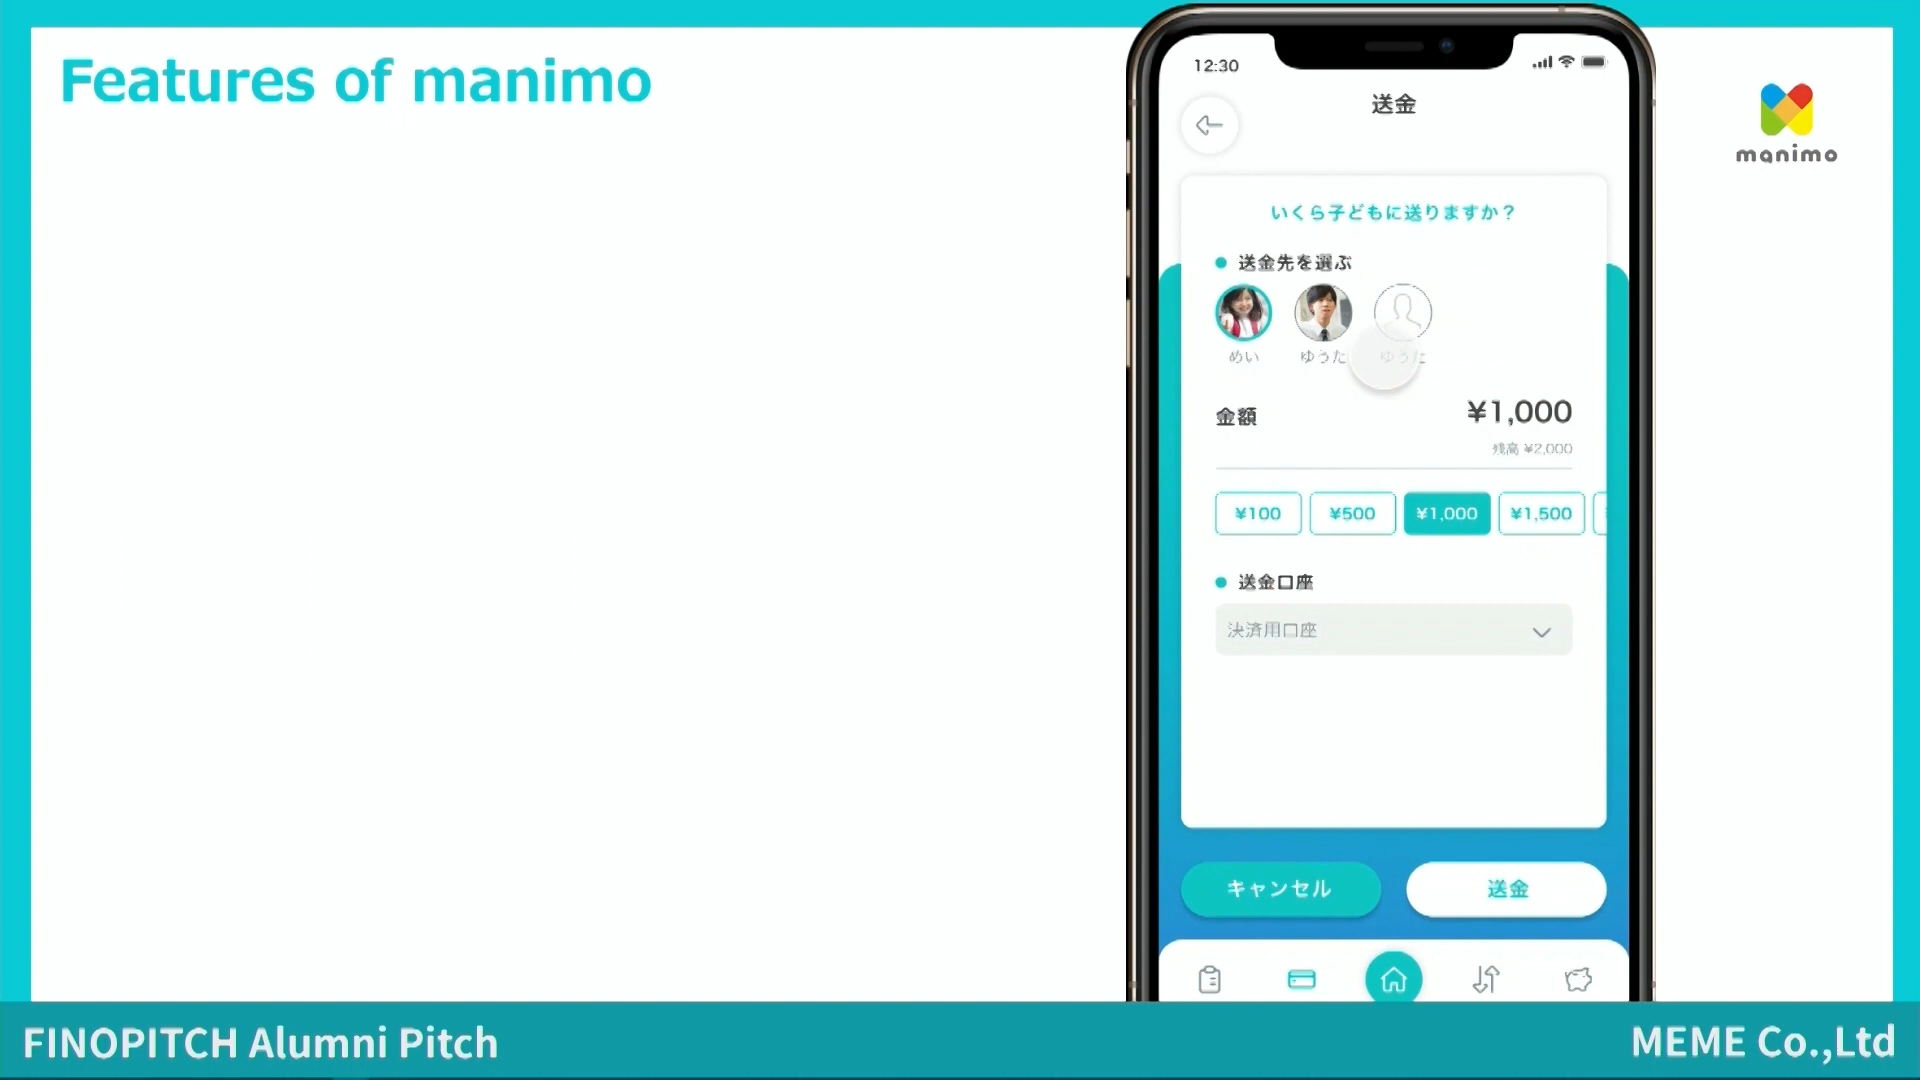 Features of manimo
12:30
送金
manimo
いくら子どもに送りますか？
送金先を選ぶ
めい
ゆうた
ゆうた
金額
¥1,000
残高 ¥2,000
¥100
¥500
¥1,000
¥1,500
送金口座
決済用口座
キャンセル
送金
FINOPITCH Alumni Pitch
MEME Co.,Ltd